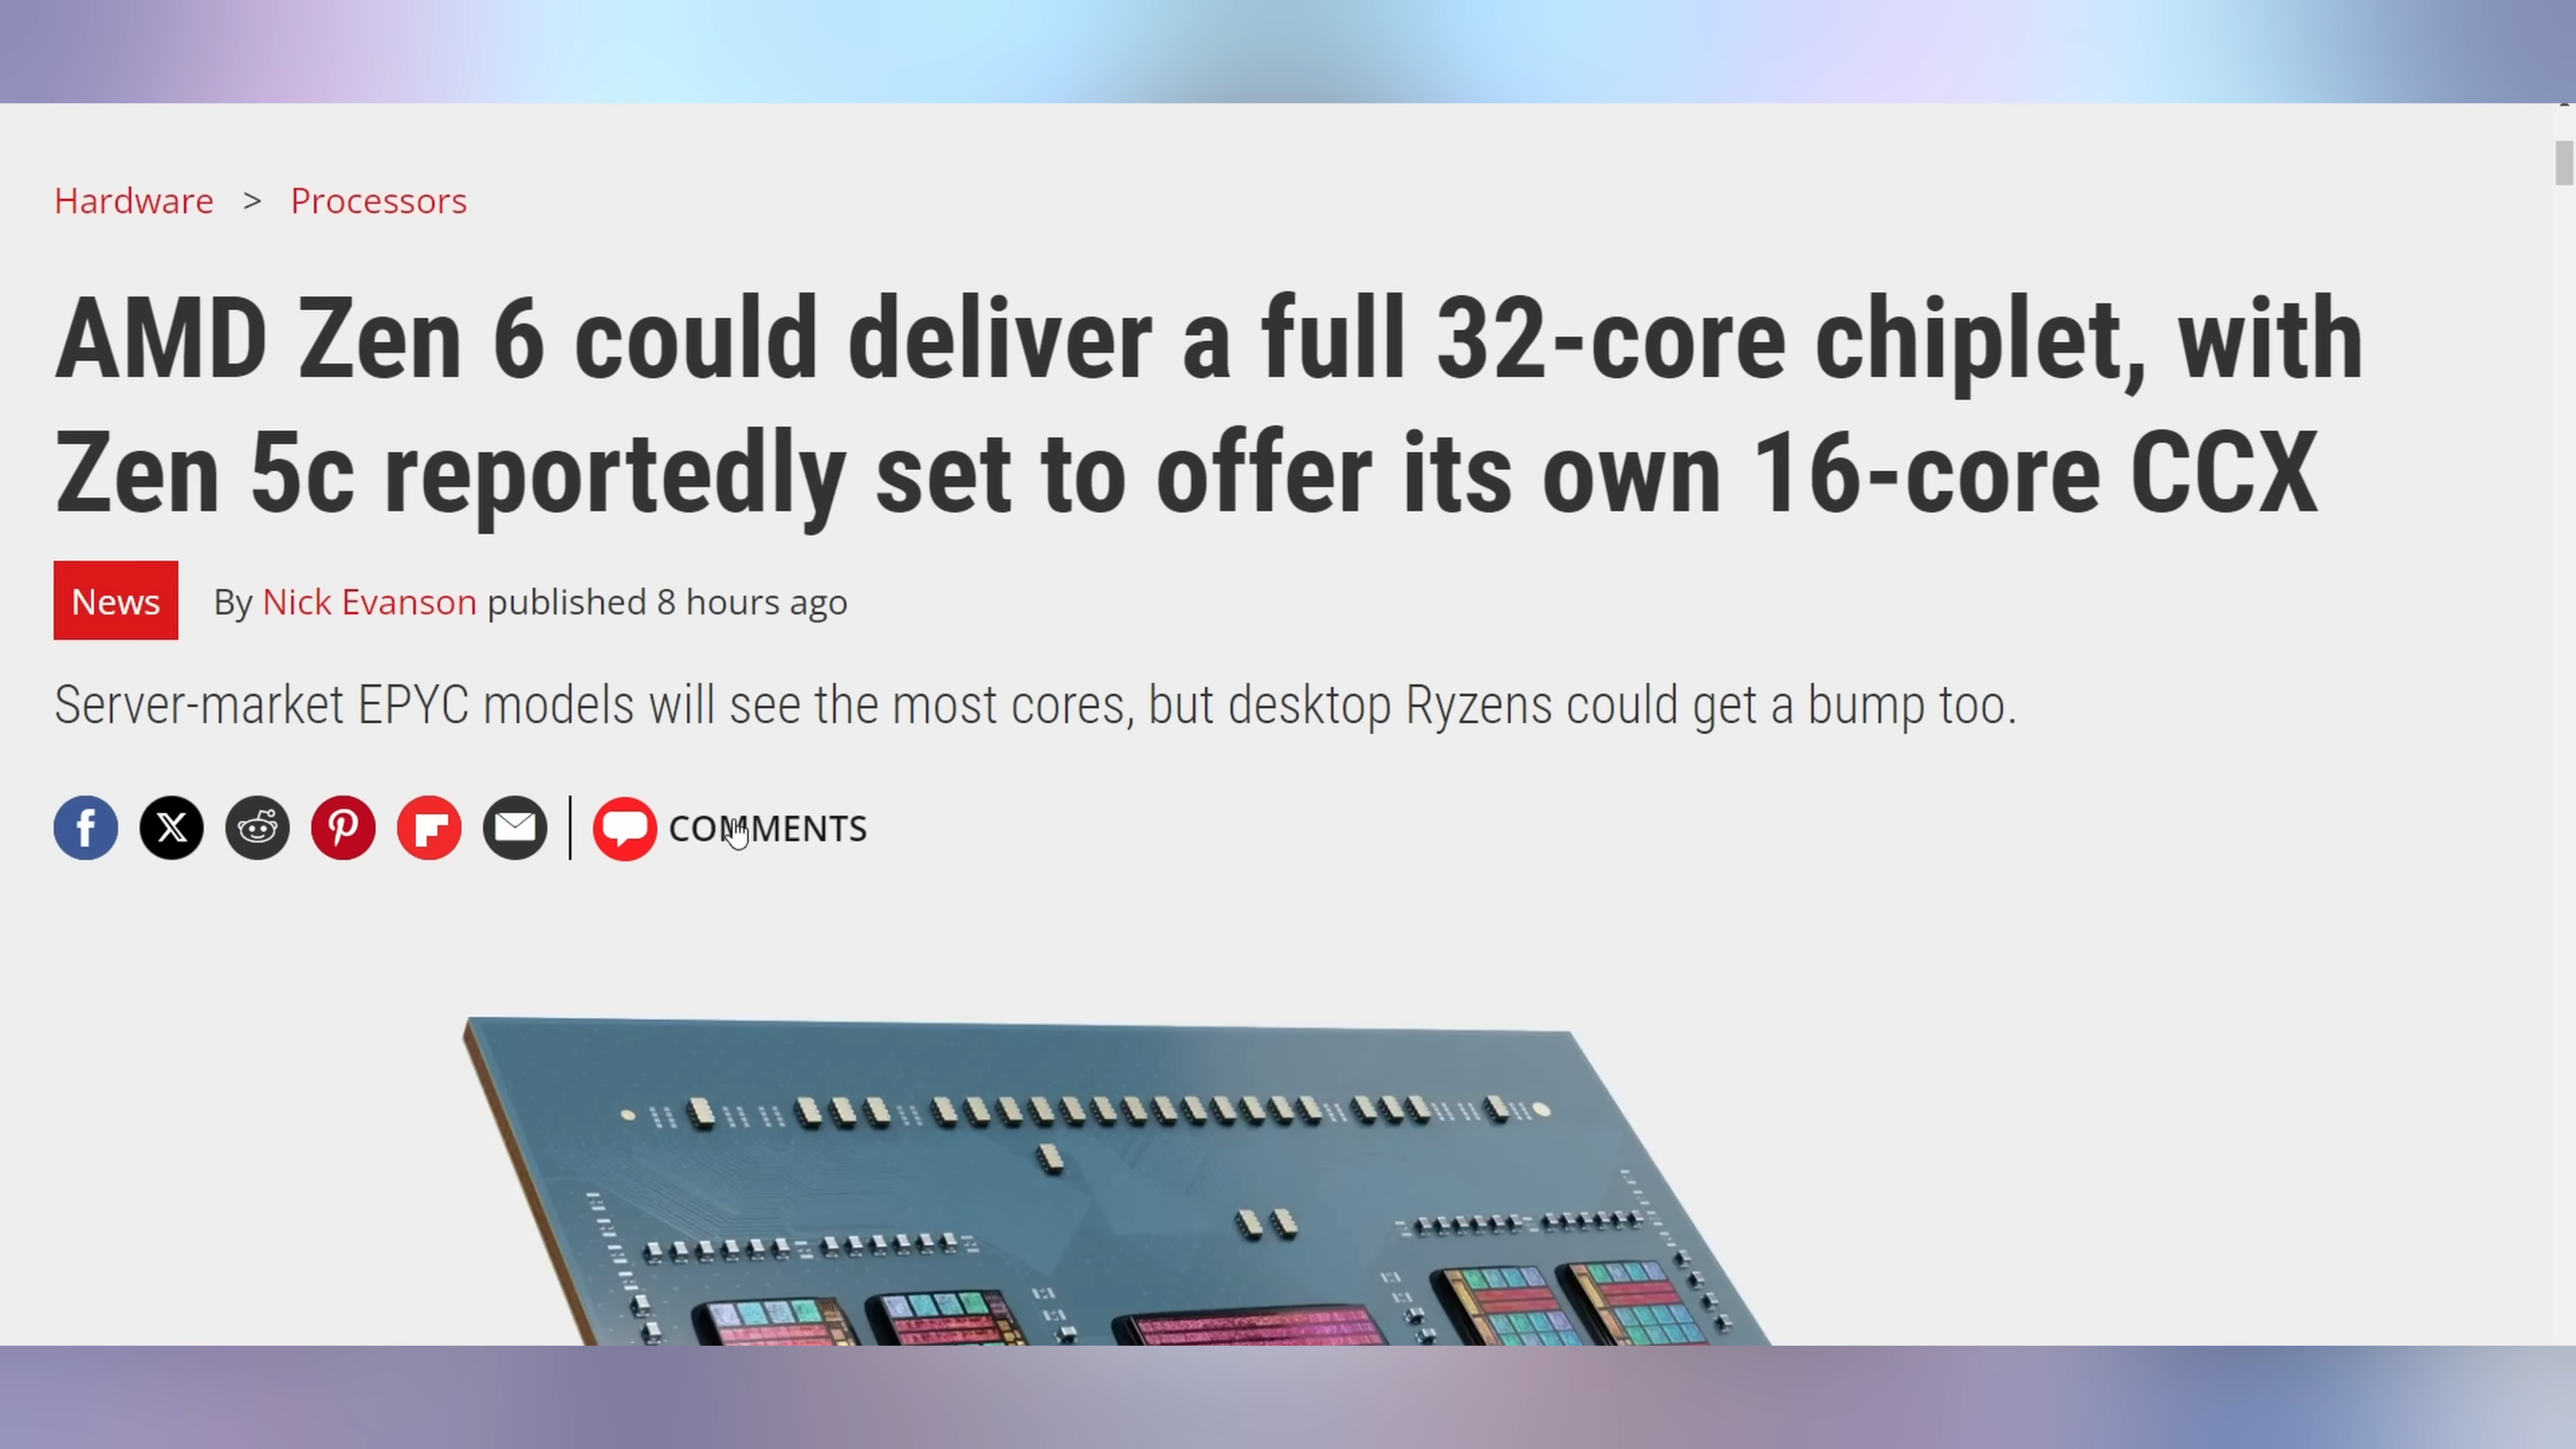 Hardware > Processors
AMD Zen 6 could deliver a full 32-core chiplet, with
Zen 5c reportedly set to offer its own 16-core CCX
News By Nick Evanson published 8 hours ago
Server-market EPYC models will see the most cores, but desktop Ryzens could get a bump too.
COMMENTS